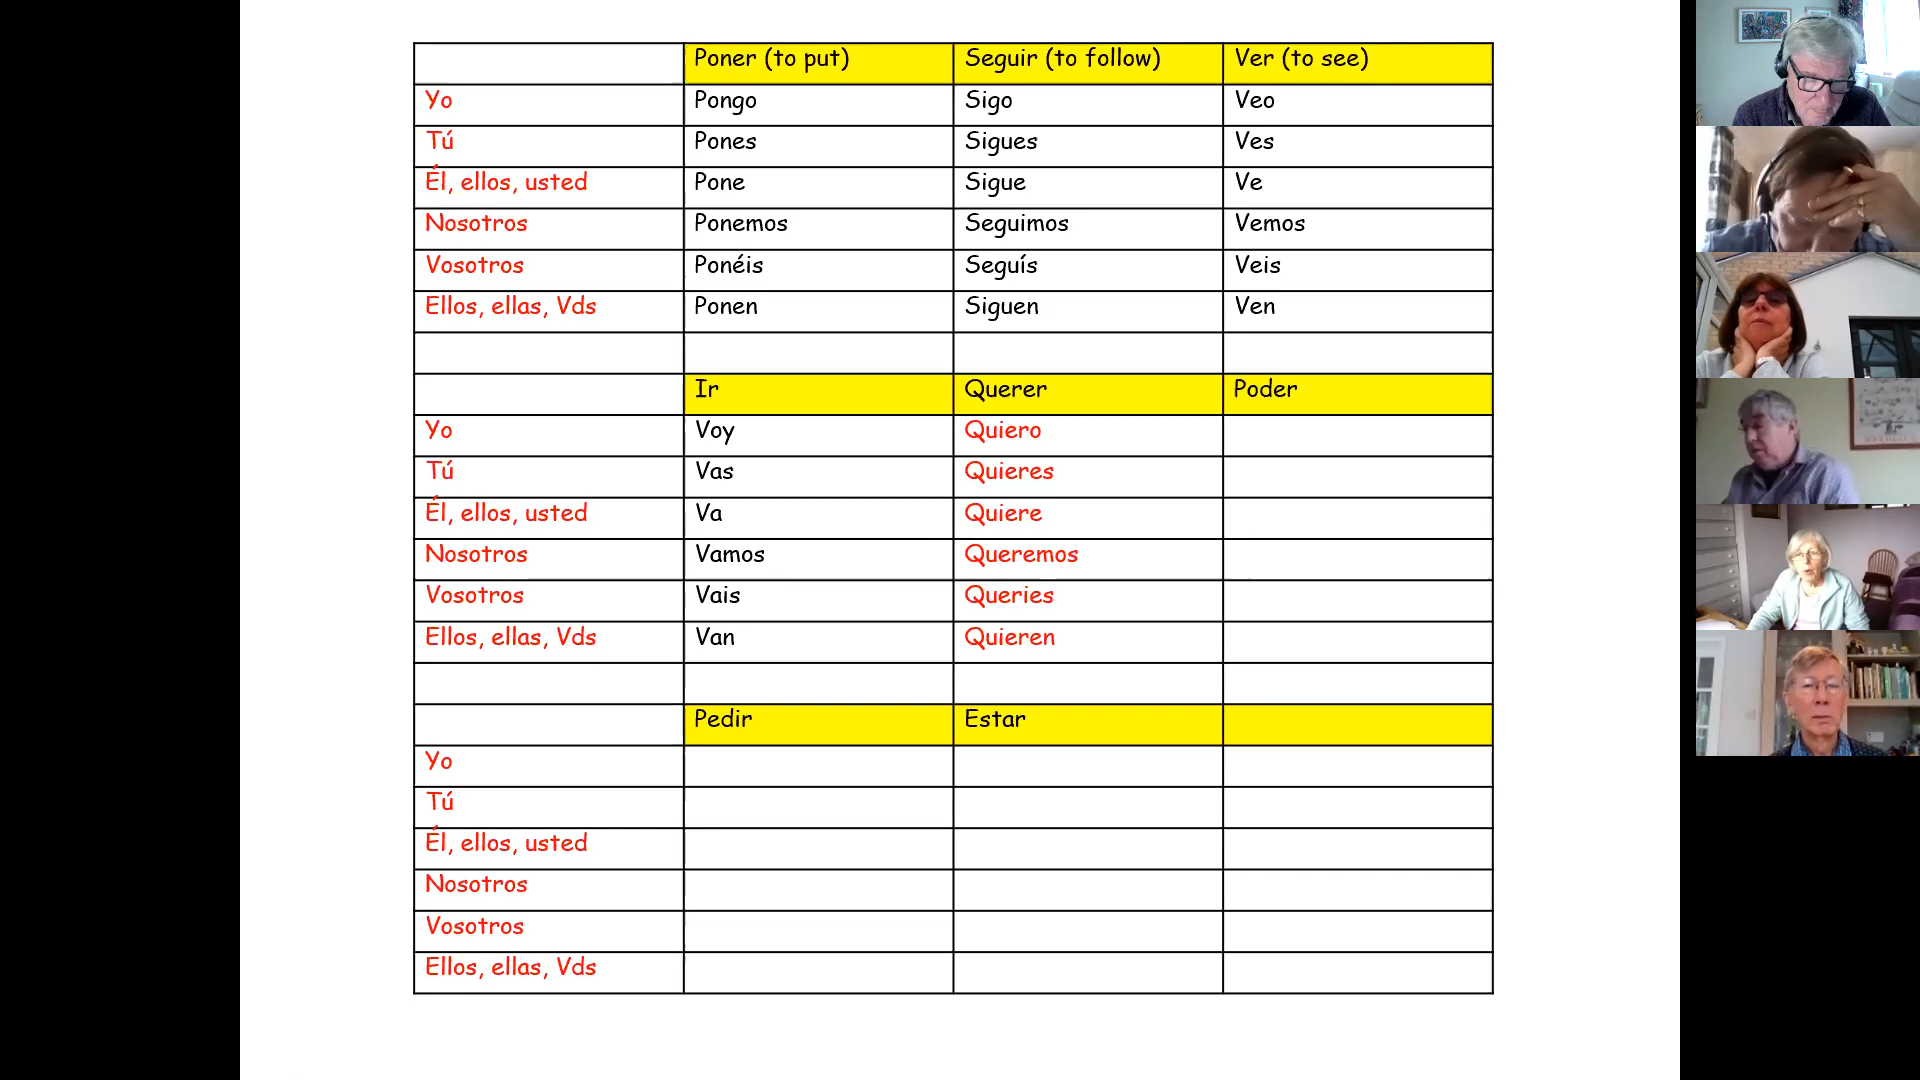 Poner (to put) Seguir (to follow) Ver (to see)
Yo Pongo Sigo Veo
Tú Pones Sigues Ves
Él, ellos, usted Pone Sigue Ve
Nosotros Ponemos Seguimos Vemos
Vosotros Ponéis Seguís Veis
Ellos, ellas, Vds Ponen Siguen Ven
Ir Querer Poder
Yo Voy Quiero
Tú Vas Quieres
Él, ellos, usted Va Quiere
Nosotros Vamos Queremos
Vosotros Vais Queries
Ellos, ellas, Vds Van Quieren
Pedir Estar
Yo
Tú
Él, ellos, usted
Nosotros
Vosotros
Ellos, ellas, Vds